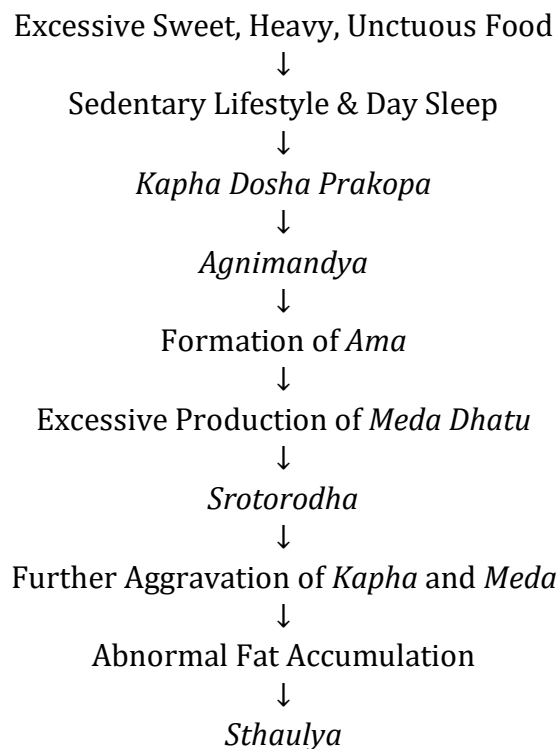 Excessive Sweet, Heavy, Unctuous Food
↓
Sedentary Lifestyle & Day Sleep
↓
Kapha Dosha Prakopa
↓
Agnimandya
↓
Formation of Ama
↓
Excessive Production of Meda Dhatu
↓
Srotorodha
↓
Further Aggravation of Kapha and Meda
↓
Abnormal Fat Accumulation
↓
Sthaulya